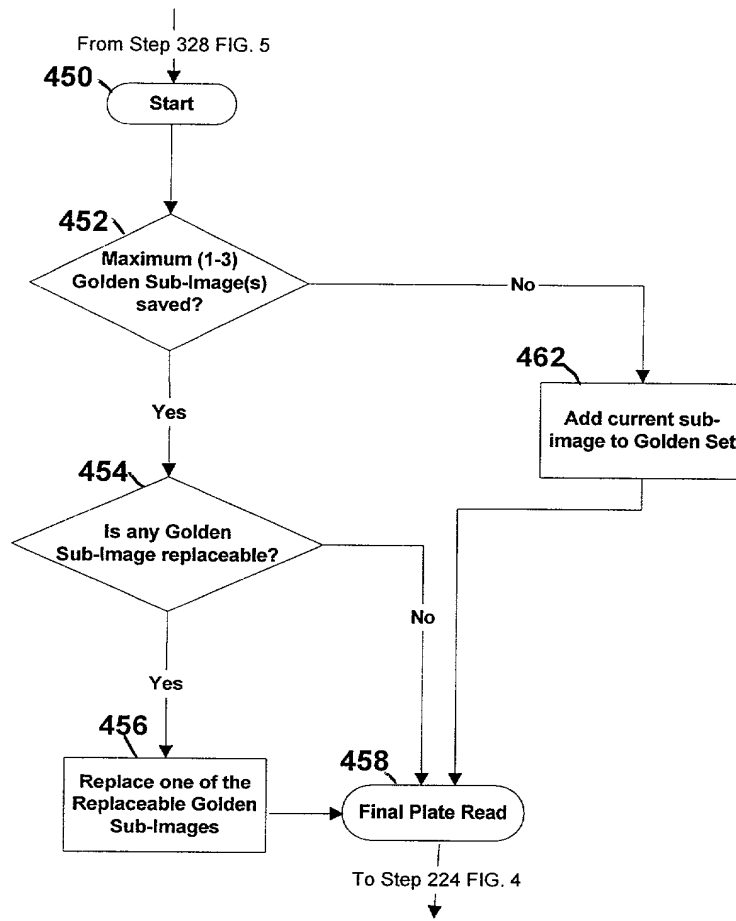 From Step 328 FIG. 5
450
Start
452
Maximum (1-3)
Golden Sub-Image(s)
saved?
No
462
Add current sub-
image to Golden Set
Yes
454
Is any Golden
Sub-Image replaceable?
No
Yes
456
Replace one of the
Replaceable Golden
Sub-Images
458
Final Plate Read
To Step 224 FIG. 4